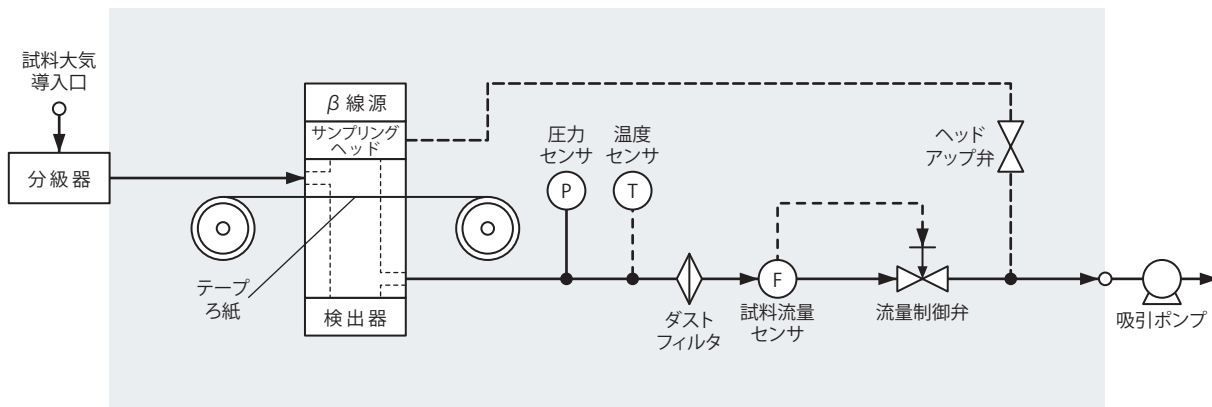 試料大気
導入口
分級器
β線源
サンプリング
ヘッド
テープ
ろ紙
検出器
圧力
センサ
P
温度
センサ
T
ダスト
フィルタ
F
試料流量
センサ
流量制御弁
ヘッド
アップ弁
吸引ポンプ